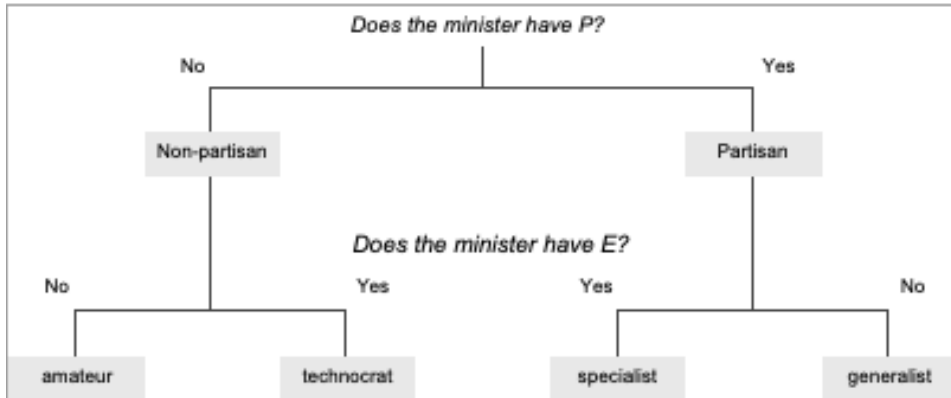 Does the minister have P?
No
Yes
Non-partisan
Partisan
Does the minister have E?
No
Yes
Yes
No
amateur
technocrat
specialist
generalist